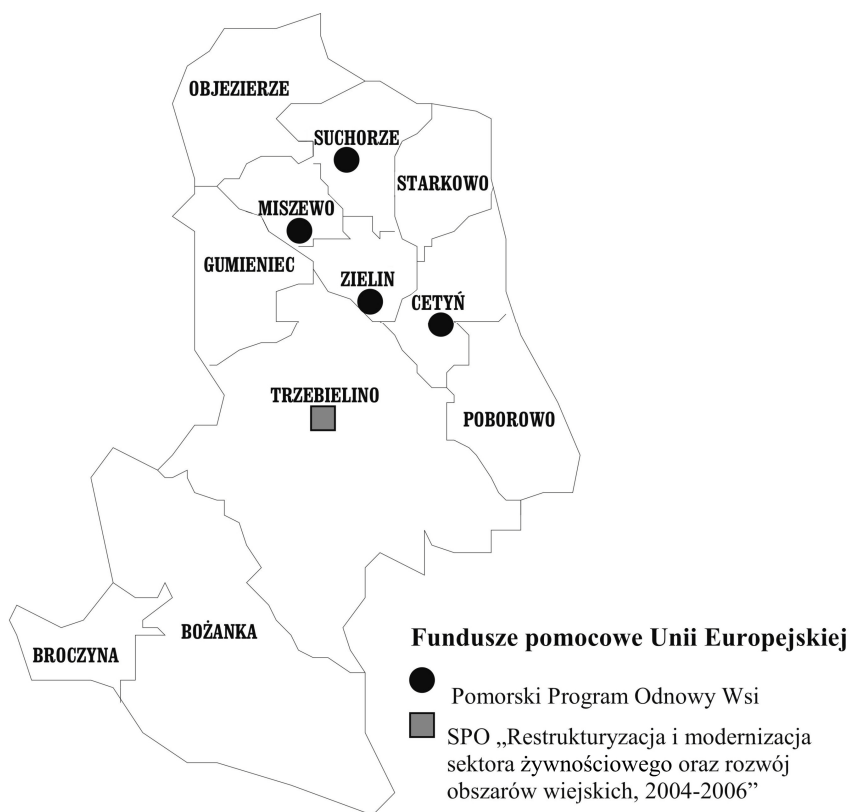 OBJEZIERZE
SUCHORZE
STARKOWO
MISZEWO
GUMIENIEC
ZIELIN
CETYŃ
TRZEBIELINO
POBOROWO
BOŻANKA
BROCZYNA
Fundusze pomocowe Unii Europejskiej
Pomorski Program Odnowy Wsi
SPO „Restrukturyzacja i modernizacja
sektora żywnościowego oraz rozwój
obszarów wiejskich, 2004-2006”